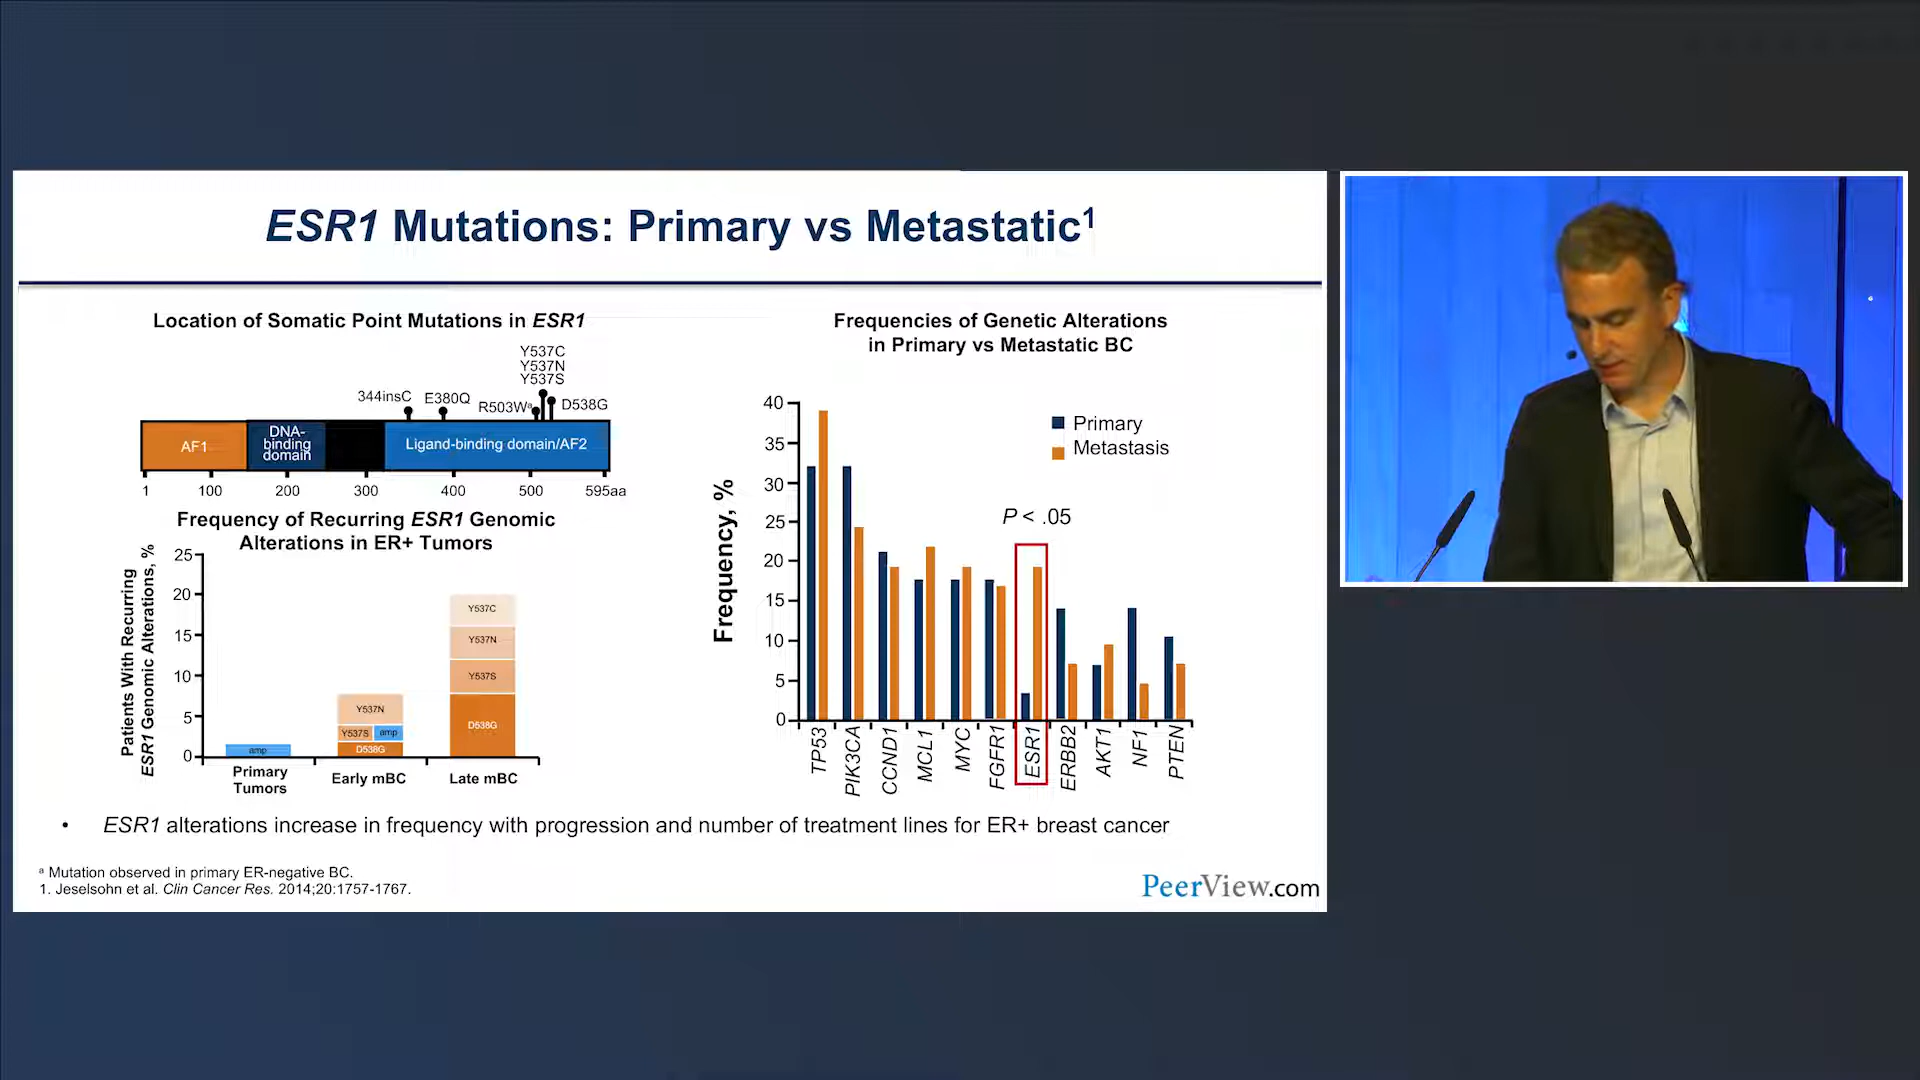 ESR1 Mutations: Primary vs Metastatic1
Location of Somatic Point Mutations in ESR1
Y537C
Y537N
Y537S
344insC
E380Q
R503Wa
D538G
AF1
DNA-
binding
domain
Ligand-binding domain/AF2
1 100 200 300 400 500 595aa
Frequency of Recurring ESR1 Genomic
Alterations in ER+ Tumors
Patients With Recurring
ESR1 Genomic Alterations, %
25
20
15
10
5
0
amp
Y537N
Y537S
amp
D538G
Y537C
Y537N
Y537S
D538G
Primary
Tumors
Early mBC
Late mBC
Frequencies of Genetic Alterations
in Primary vs Metastatic BC
Frequency, %
40
35
30
25
20
15
10
5
0
Primary
Metastasis
P < .05
TP53
PIK3CA
CCND1
MCL1
MYC
FGFR1
ESR1
ERBB2
AKT1
NF1
PTEN
• ESR1 alterations increase in frequency with progression and number of treatment lines for ER+ breast cancer
a Mutation observed in primary ER-negative BC.
1. Jeselsohn et al. Clin Cancer Res. 2014;20:1757-1767.
PeerView.com